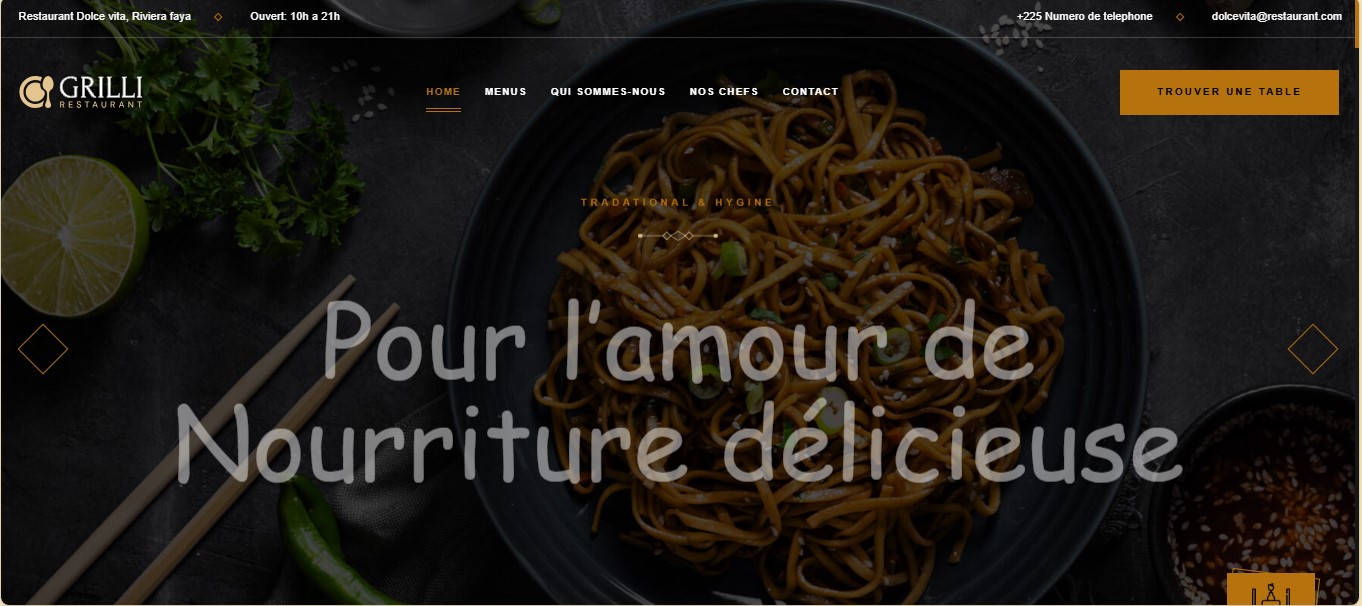 Restaurant Dolce vita, Riviera faya
Ouvert: 10h a 21h
+225 Numero de telephone
dolcevita@restaurant.com
GRILLI
RESTAURANT
HOME
MENUS
QUI SOMMES-NOUS
NOS CHEFS
CONTACT
TROUVER UNE TABLE
TRADATIONAL & HYGINE
Pour l'amour de
Nourriture délicieuse